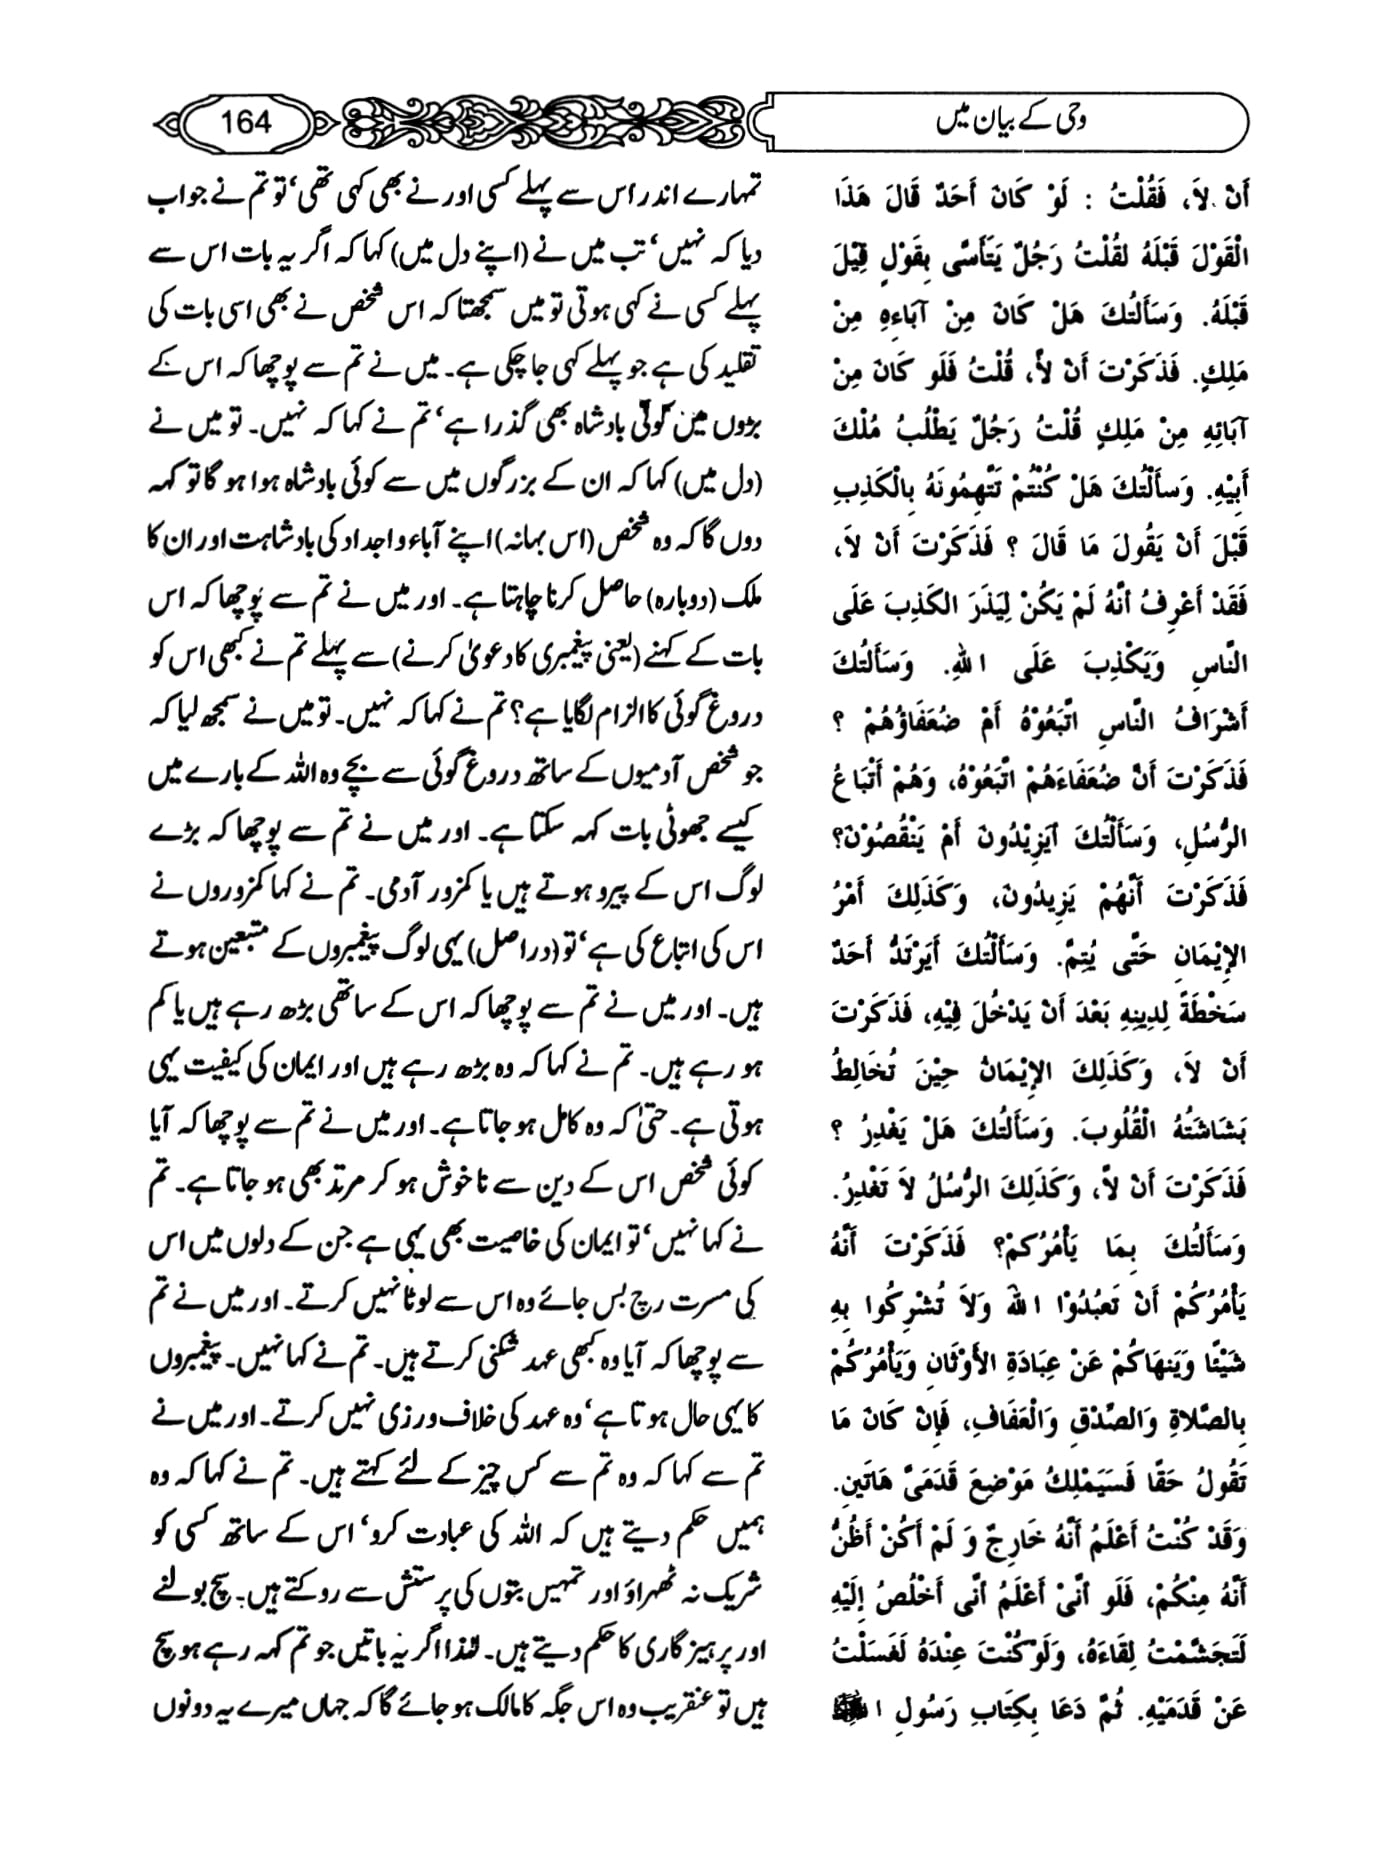 وحی کے بیان میں
164
أَنْ لاَ، فَقُلْتُ : لَوْ كَانَ أَحَدٌ قَالَ هَذَا
الْقَوْلَ قَبْلَهُ لقُلْتُ رَجُلٌ يَتَأَسَّى بِقَوْلٍ قِيْلَ
قَبْلَهُ. وَسَأَلتُكَ هَلْ كَانَ مِنْ آبَاءِهِ مِنْ
مَلِكٍ. فَذَكَرْتَ أَنْ لاَّ، قُلْتُ فَلَو كَانَ مِنْ
آبَائِهِ مِنْ مَلِكٍ قُلْتُ رَجُلٌ يَطْلُبُ مُلْكَ
أَبِيْهِ. وَسأَلْتُكَ هَلْ كُنْتُمْ تَتَّهِمُونَهُ بِالْكَذِبِ
قَبْلَ أَنْ يَقُولَ مَا قَالَ ؟ فَذَكَرْتَ أَنْ لاَ،
فَقَدْ أَعْرِفُ أَنَّهُ لَمْ يَكُنْ لِيَذَرَ الكَذِبَ عَلَى
النَّاسِ وَيَكْذِبَ عَلَى اللهِ. وَسَأَلتُكَ
أَشْرَافُ النَّاسِ اتَّبَعُوْهُ أَمْ ضُعَفَاؤُهُمْ ؟
فَذَكَرْتَ أَنَّ ضُعَفَاءَهُمْ اتَّبَعُوْهُ، وَهُمْ أَتْبَاعُ
الرُّسُلِ، وَسَأَلْتُكَ آيَزِيْدُونَ أَمْ يَنْقُصُوْنَ؟
فَذَكَرْتَ أَنَّهُمْ يَزِيدُونَ، وَكَذَلِكَ أَمْرُ
الإِيْمَانِ حَتَّى يُتِمَّ. وَسَأَلْتُكَ أَيَرْتَدُّ أَحَدٌ
سَخْطَةً لِدِينِهِ بَعْدَ أَنْ يَدْخُلَ فِيْهِ، فَذَكَرْتَ
أَنْ لاَ، وَكَذَلِكَ الإِيْمَانُ حِيْنَ تُخَالِطُ
بَشَاشَتُهُ الْقُلُوبَ. وَسَأَلتُكَ هَلْ يَغْدِرُ ؟
فَذَكَرْتَ أَنْ لاَّ، وَكَذَلِكَ الرُّسُلُ لاَ تَغْدِرُ.
وَسَأَلتُكَ بِمَا يَأْمُرُكمْ؟ فَذَكَرْتَ أَنَّهُ
يَأْمُرُكُمْ أَنْ تَعبُدُوْا اللهَ وَلاَ تُشْرِكُوا بِهِ
شَيْئًا وَيَنهَاكُمْ عَنْ عِبَادَةِ الأَوْثَانِ وَيَأْمُرُكُمْ
بِالصَّلاةِ وَالصِّدْقِ وَالْعَفَافِ، فَإِنْ كَانَ مَا
تَقُولُ حَقًّا فَسَيَمْلِكُ مَوْضِعَ قَدَمَيَّ هَاتَينِ.
وَقَدْ كُنْتُ أَعْلَمُ أَنَّهُ خَارِجٌ وَ لَمْ أَكُنْ أَظُنُّ
أَنَّهُ مِنْكُمْ، فَلَو أَنِّيْ أَعْلَمُ أَنِّى أَخْلُصُ إِلَيْهِ
لَتَجَشَّمْتُ لِقَاءَهُ، وَلَوْ كُنْتَ عِنْدَهُ لَغَسَلْتُ
عَنْ قَدَمَيْهِ. ثُمَّ دَعَا بِكِتَابِ رَسُولِ
تمہارے اندر اس سے پہلے کسی اور نے بھی کہی تھی‘ تو تم نے جواب
دیا کہ نہیں‘ تب میں نے (اپنے دل میں) کہا کہ اگر یہ بات اس سے
پہلے کسی نے کہی ہوتی تو میں سمجھتا کہ اس شخص نے بھی اسی بات کی
تقلید کی ہے جو پہلے کہی جا چکی ہے۔ میں نے تم سے پوچھا کہ اس کے
بڑوں میں کوئی بادشاہ بھی گذرا ہے‘ تم نے کہا کہ نہیں۔ تو میں نے
(دل میں) کہا کہ ان کے بزرگوں میں سے کوئی بادشاہ ہوا ہو گا تو کہہ
دوں گا کہ وہ شخص (اس بہانہ) اپنے آباء و اجداد کی بادشاہت اور ان کا
ملک (دوبارہ) حاصل کرنا چاہتا ہے۔ اور میں نے تم سے پوچھا کہ اس
بات کے کہنے (یعنی پیغمبری کا دعویٰ کرنے) سے پہلے تم نے کبھی اس کو
دروغ گوئی کا الزام لگایا ہے؟ تم نے کہا کہ نہیں۔ تو میں نے سمجھ لیا کہ
جو شخص آدمیوں کے ساتھ دروغ گوئی سے بچے وہ اللہ کے بارے میں
کیسے جھوٹی بات کہہ سکتا ہے۔ اور میں نے تم سے پوچھا کہ بڑے
لوگ اس کے پیرو ہوتے ہیں یا کمزور آدمی۔ تم نے کہا کمزوروں نے
اس کی اتباع کی ہے‘ تو (دراصل) یہی لوگ پیغمبروں کے متبعین ہوتے
ہیں۔ اور میں نے تم سے پوچھا کہ اس کے ساتھی بڑھ رہے ہیں یا کم
ہو رہے ہیں۔ تم نے کہا کہ وہ بڑھ رہے ہیں اور ایمان کی کیفیت یہی
ہوتی ہے۔ حتیٰ کہ وہ کامل ہو جاتا ہے۔ اور میں نے تم سے پوچھا کہ آیا
کوئی شخص اس کے دین سے ناخوش ہو کر مرتد بھی ہو جاتا ہے۔ تم
نے کہا نہیں‘ تو ایمان کی خاصیت بھی یہی ہے جن کے دلوں میں اس
کی مسرت رچ بس جائے وہ اس سے لوٹا نہیں کرتے۔ اور میں نے تم
سے پوچھا کہ آیا وہ کبھی عہد شکنی کرتے ہیں۔ تم نے کہا نہیں۔ پیغمبروں
کا یہی حال ہوتا ہے‘ وہ عہد کی خلاف ورزی نہیں کرتے۔ اور میں نے
تم سے کہا کہ وہ تم سے کس چیز کے لئے کہتے ہیں۔ تم نے کہا کہ وہ
ہمیں حکم دیتے ہیں کہ اللہ کی عبادت کرو‘ اس کے ساتھ کسی کو
شریک نہ ٹھہراؤ اور تمہیں بتوں کی پرستش سے روکتے ہیں۔ سچ بولنے
اور پرہیز گاری کا حکم دیتے ہیں۔ لہٰذا اگر یہ باتیں جو تم کہہ رہے ہو سچ
ہیں تو عنقریب وہ اس جگہ کا مالک ہو جائے گا کہ جہاں میرے یہ دونوں